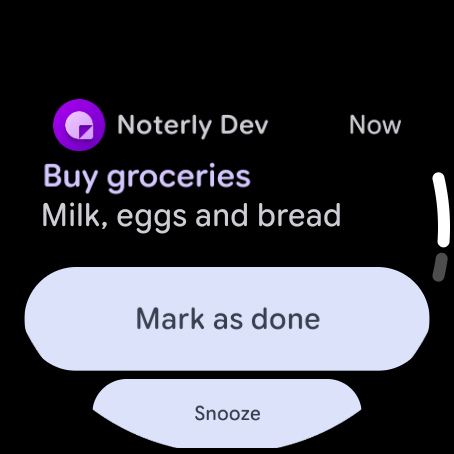 Noterly Dev Now
Buy groceries
Milk, eggs and bread
Mark as done
Snooze